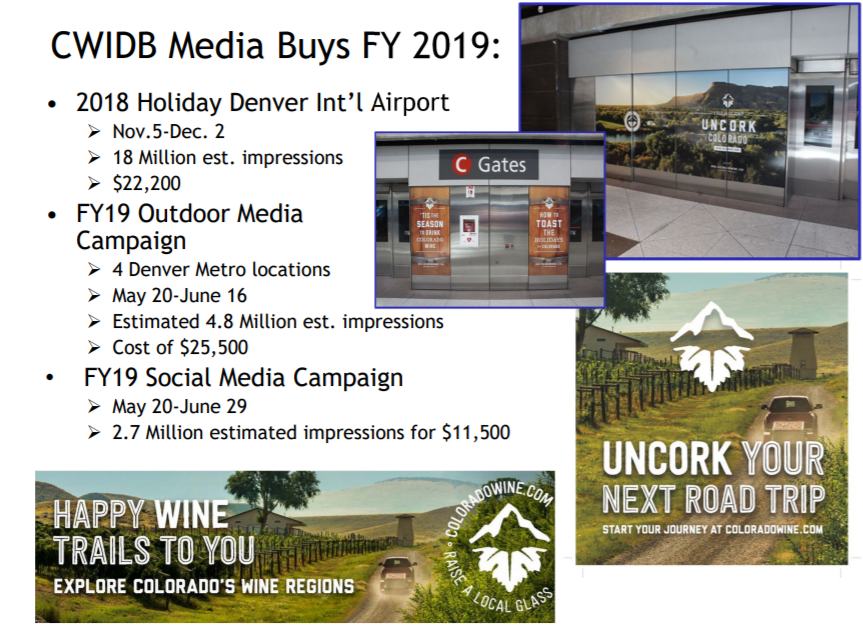 CWIDB Media Buys FY 2019:
• 2018 Holiday Denver Int'l Airport
➢ Nov.5-Dec. 2
➢ 18 Million est. impressions
➢ $22,200
• FY19 Outdoor Media
Campaign
➢ 4 Denver Metro locations
➢ May 20-June 16
➢ Estimated 4.8 Million est. impressions
➢ Cost of $25,500
• FY19 Social Media Campaign
➢ May 20-June 29
➢ 2.7 Million estimated impressions for $11,500
UNCORK
COLORADO
C Gates
'TIS THE
SEASON
TO DRINK
COLORADO
WINE
HOW TO
TOAST
THE
HOLIDAYS
UNCORK YOUR
NEXT ROAD TRIP
START YOUR JOURNEY AT COLORADOWINE.COM
HAPPY WINE
TRAILS TO YOU
EXPLORE COLORADO'S WINE REGIONS
COLORADOWINE.COM
RAISE A LOCAL GLASS